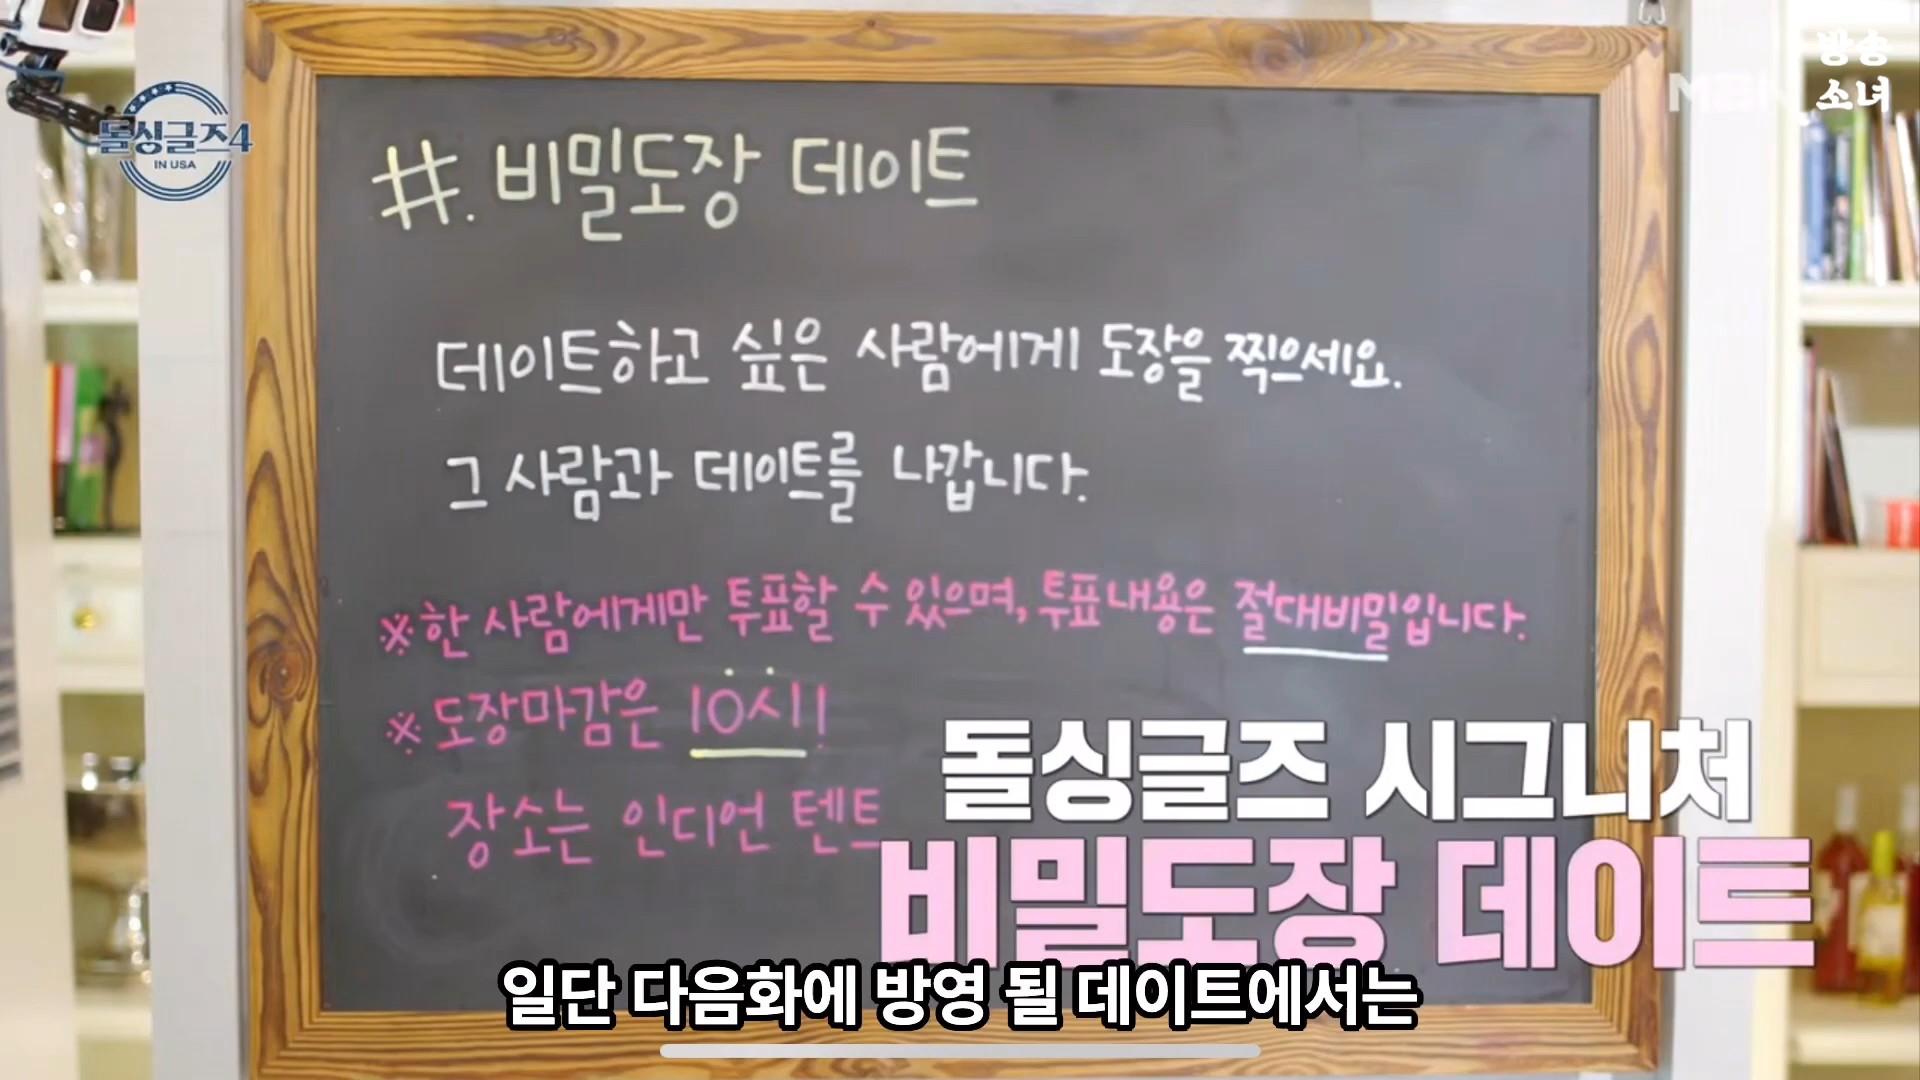 돌싱글즈4
IN USA
MBN
방송
소녀
#. 비밀도장 데이트
데이트하고 싶은 사람에게 도장을 찍으세요.
그 사람과 데이트를 나갑니다.
※한 사람에게만 투표할 수 있으며, 투표내용은 절대비밀입니다.
※도장마감은 10시!
장소는 인디언 텐트
돌싱글즈 시그니처
비밀도장 데이트
일단 다음화에 방영 될 데이트에서는